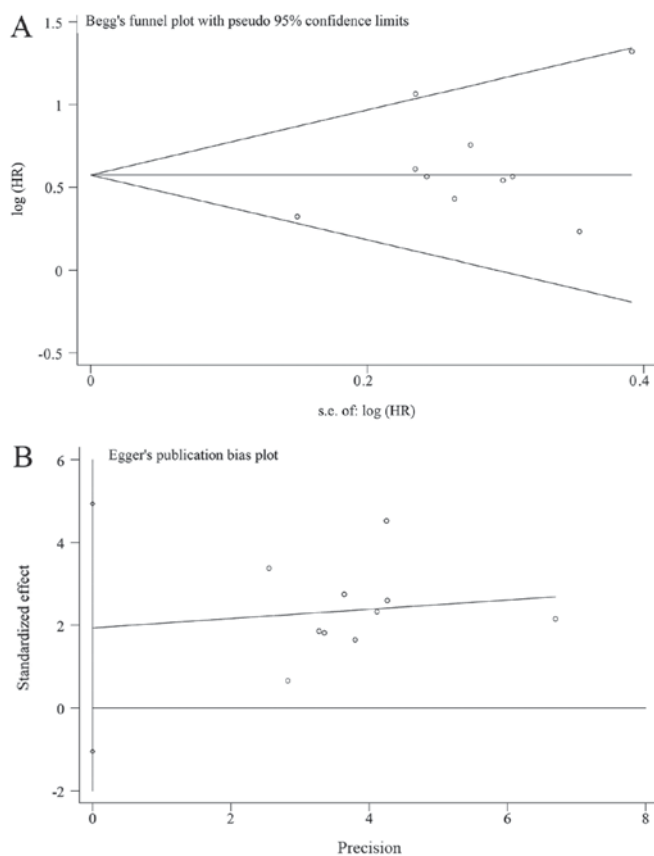 A
Begg's funnel plot with pseudo 95% confidence limits
1.5
1
0.5
0
-0.5
log (HR)
0
0.2
0.4
s.e. of: log (HR)
B
Egger's publication bias plot
6
4
2
0
-2
Standardized effect
0
2
4
6
8
Precision